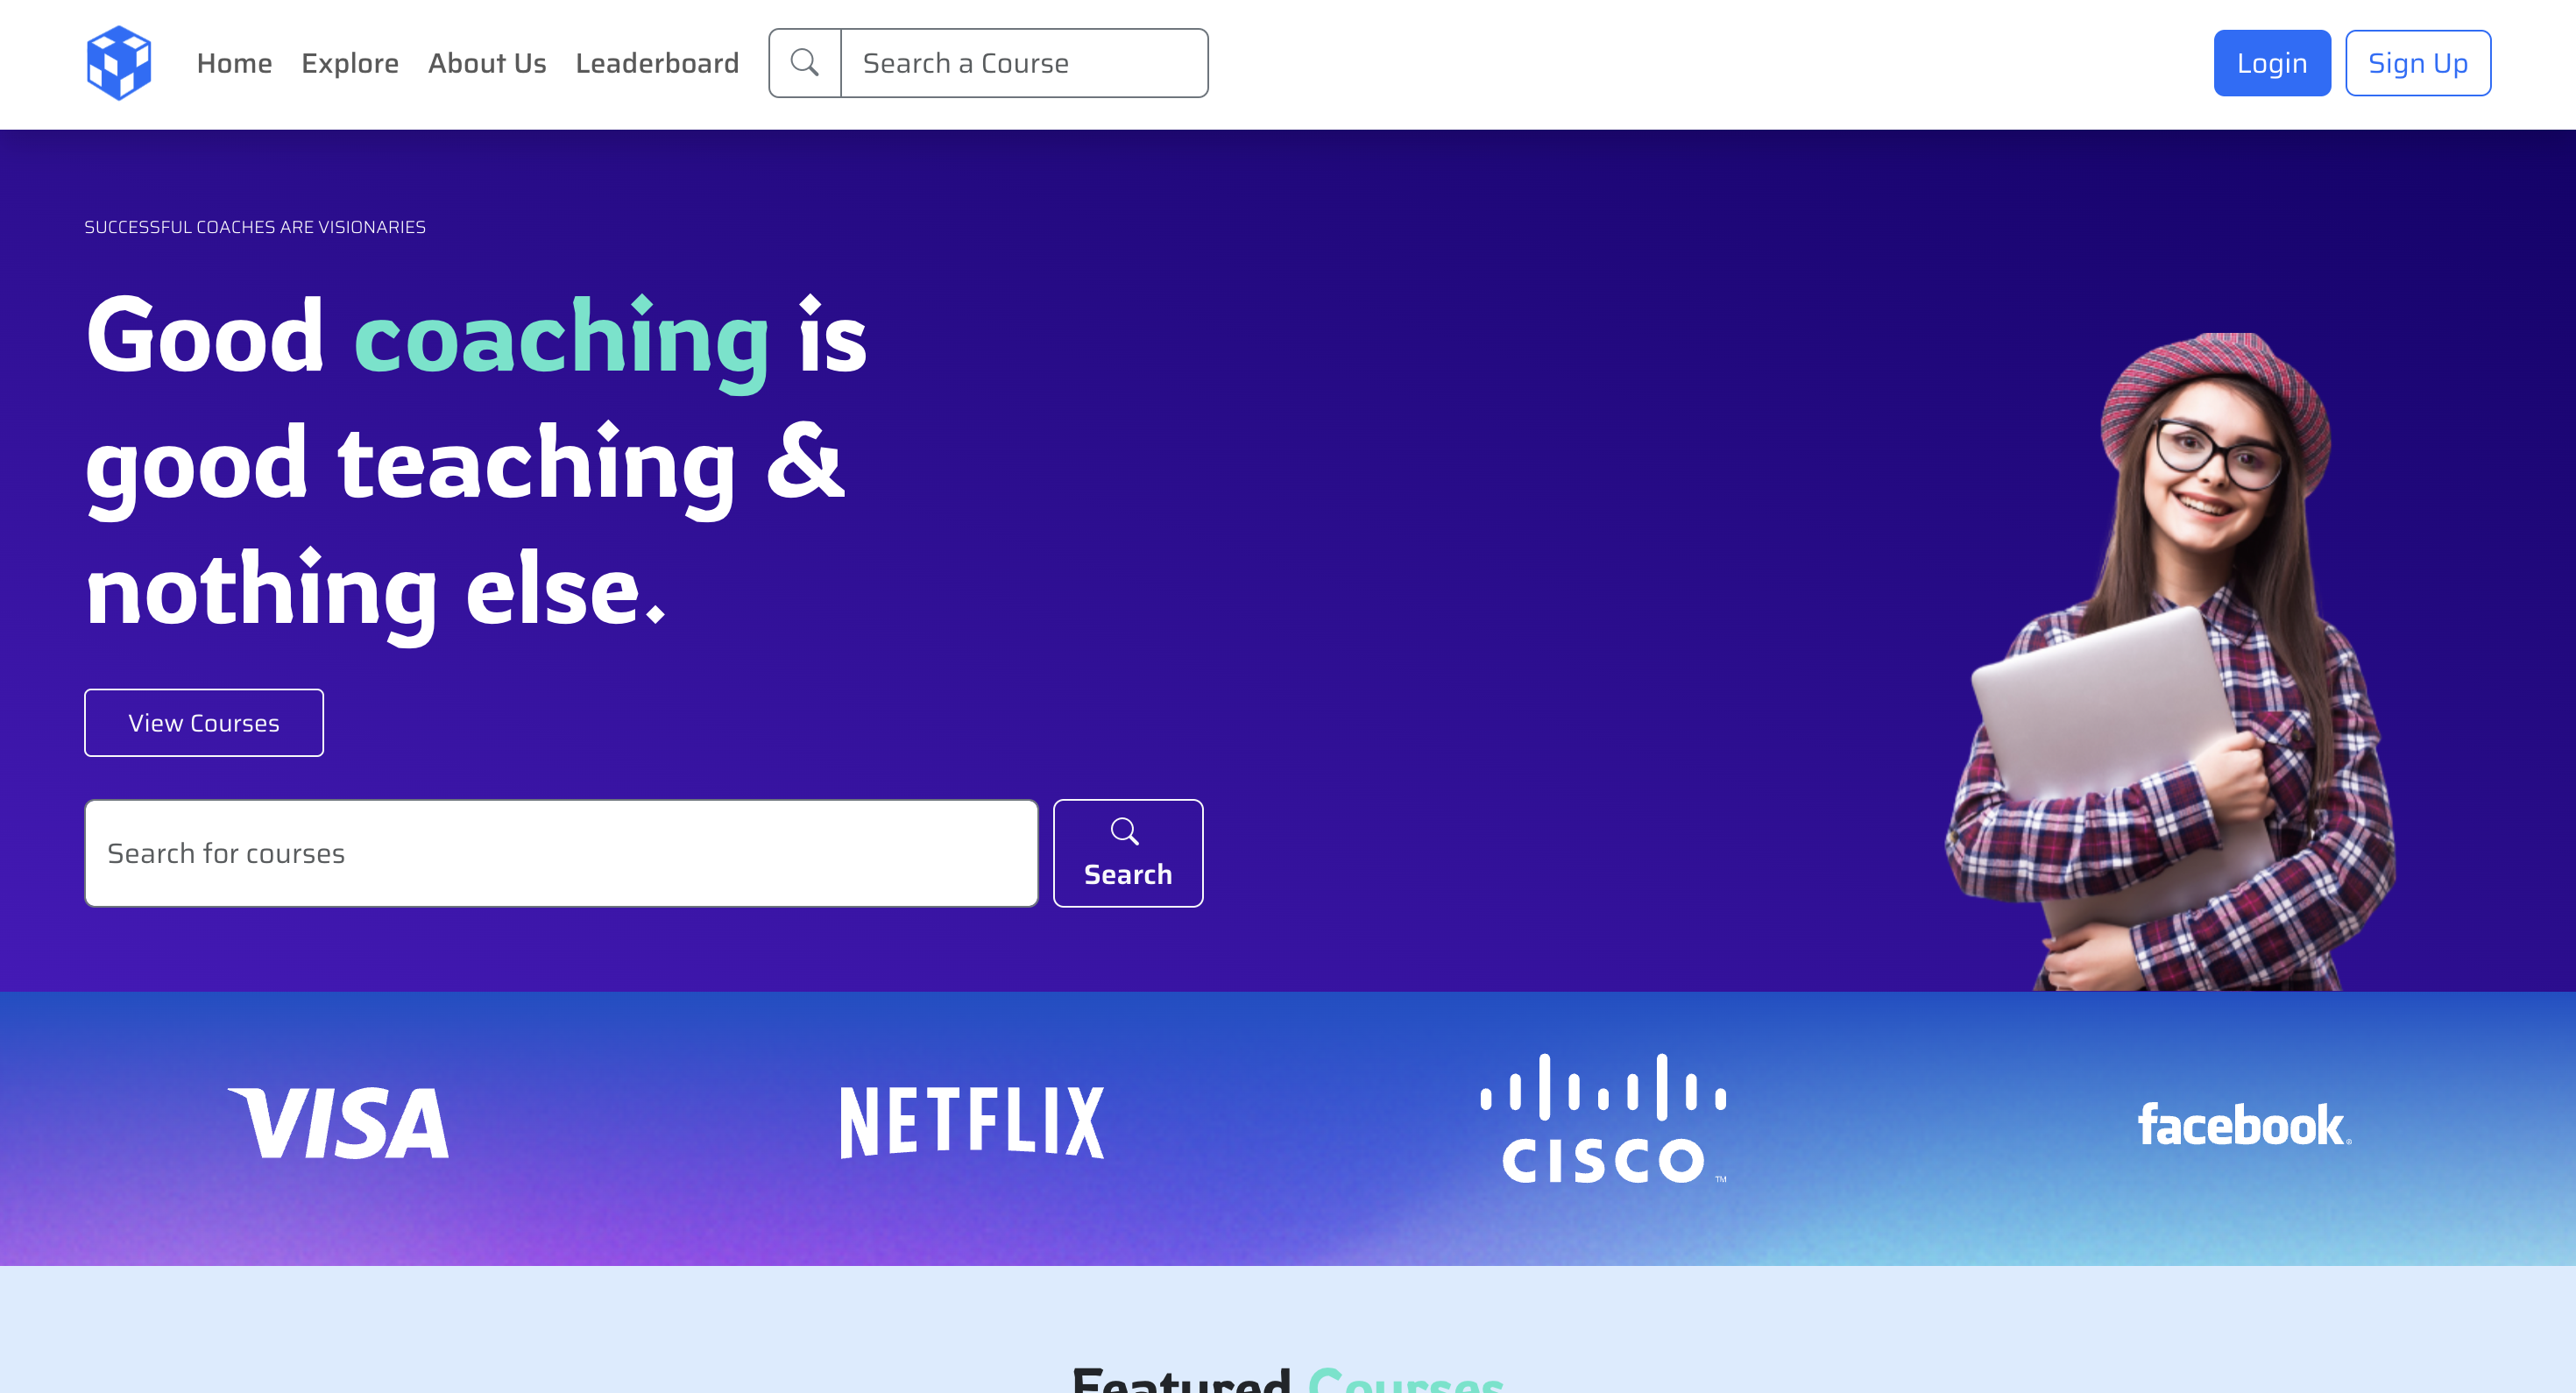 Home Explore About Us Leaderboard Search a Course Login Sign Up
SUCCESSFUL COACHES ARE VISIONARIES
Good coaching is
good teaching &
nothing else.
View Courses
Search for courses
Search
VISA NETFLIX CISCO™ facebook®
Featured Courses